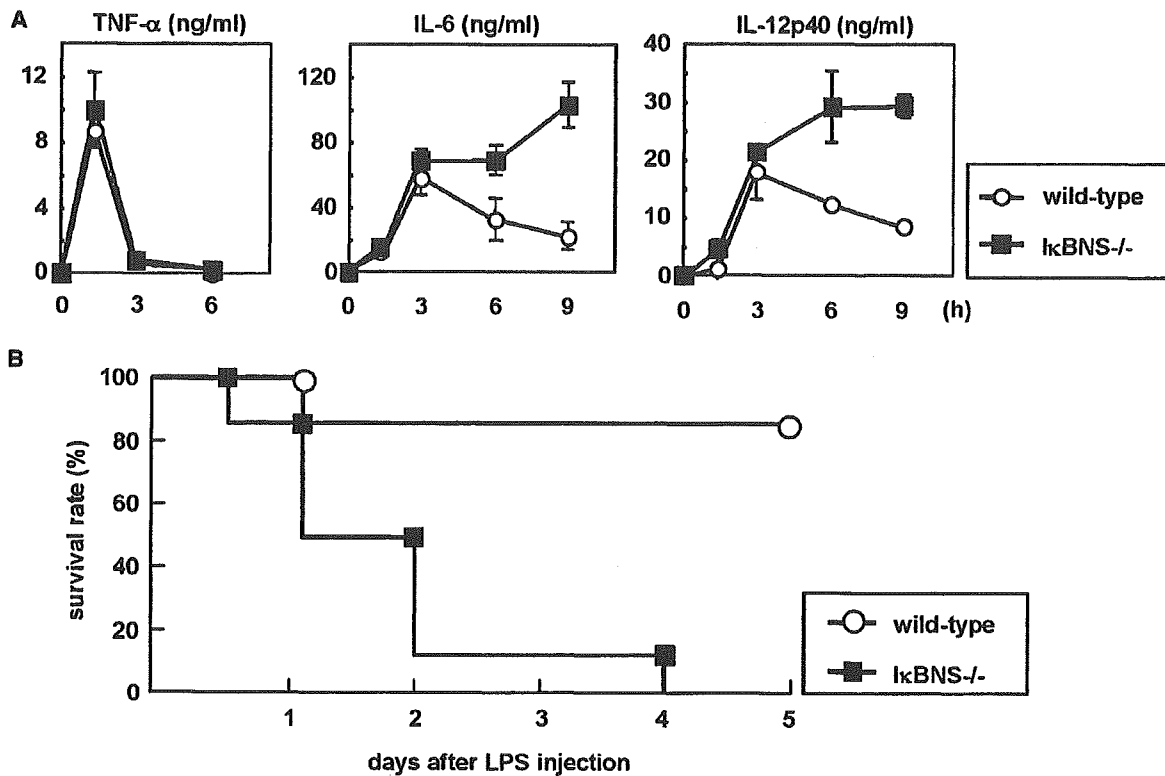 A
TNF-α (ng/ml)
IL-6 (ng/ml)
IL-12p40 (ng/ml)
12
8
4
0
0 3 6
120
80
40
0
0 3 6 9
40
30
20
10
0
0 3 6 9 (h)
wild-type
IκBNS-/-
B
survival rate (%)
100
80
60
40
20
0
1 2 3 4 5
days after LPS injection
wild-type
IκBNS-/-